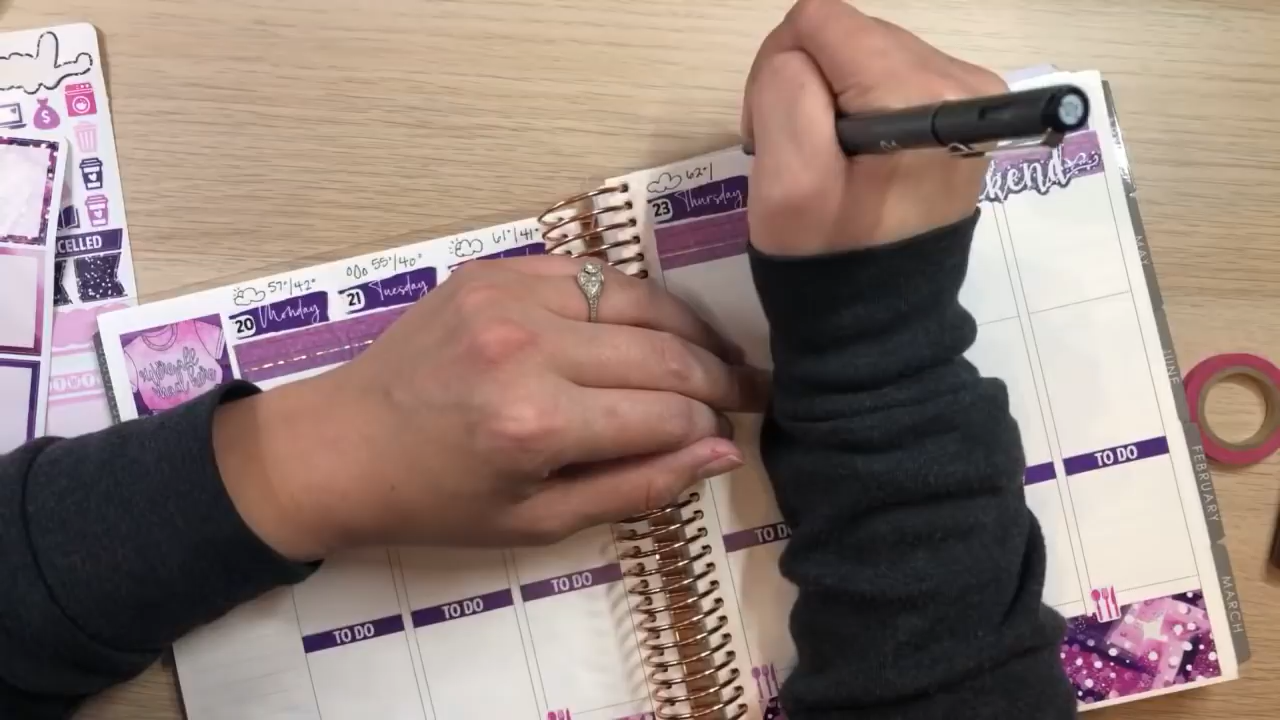 $
CELLED
57°/42°
20 Monday
55°/40°
21 Tuesday
61°/41°
62°/
23 Thursday
kend
TO DO
TO DO
TO DO
TO DO
TO DO
MAY
JUNE
FEBRUARY
MARCH